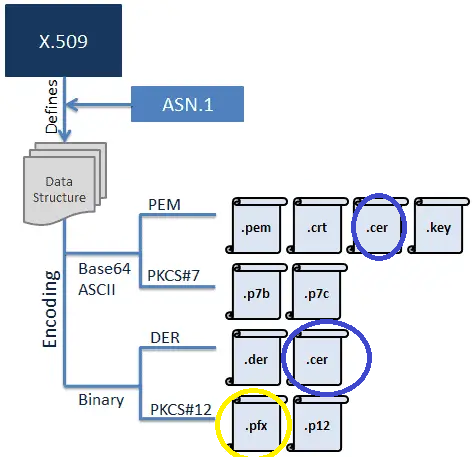 X.509
Defines
ASN.1
Data
Structure
Encoding
PEM
.pem .crt .cer .key
Base64
ASCII
PKCS#7
.p7b .p7c
DER
.der .cer
Binary
PKCS#12
.pfx .p12